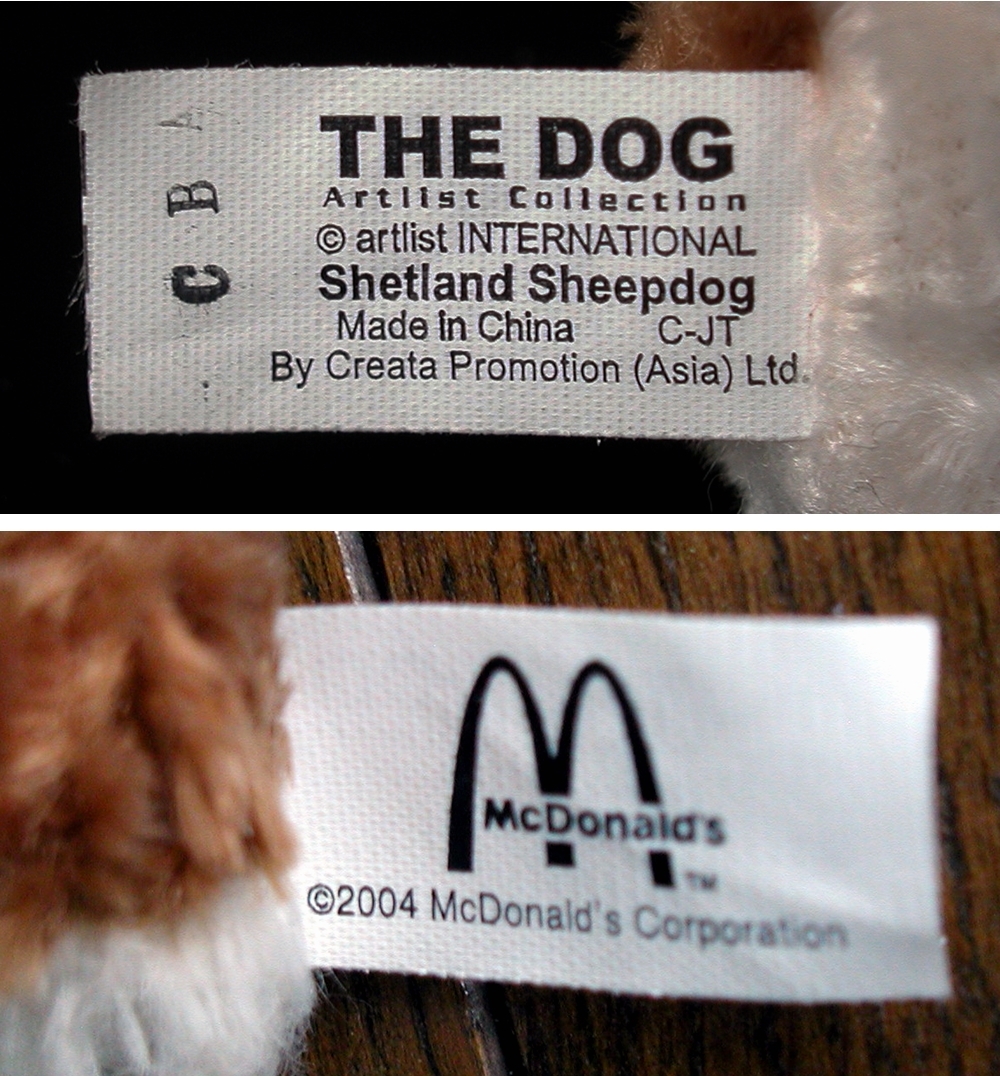 A
B
C
THE DOG
Artlist Collection
© artlist INTERNATIONAL
Shetland Sheepdog
Made in China C-JT
By Creata Promotion (Asia) Ltd.
McDonald's
TM
©2004 McDonald's Corporation